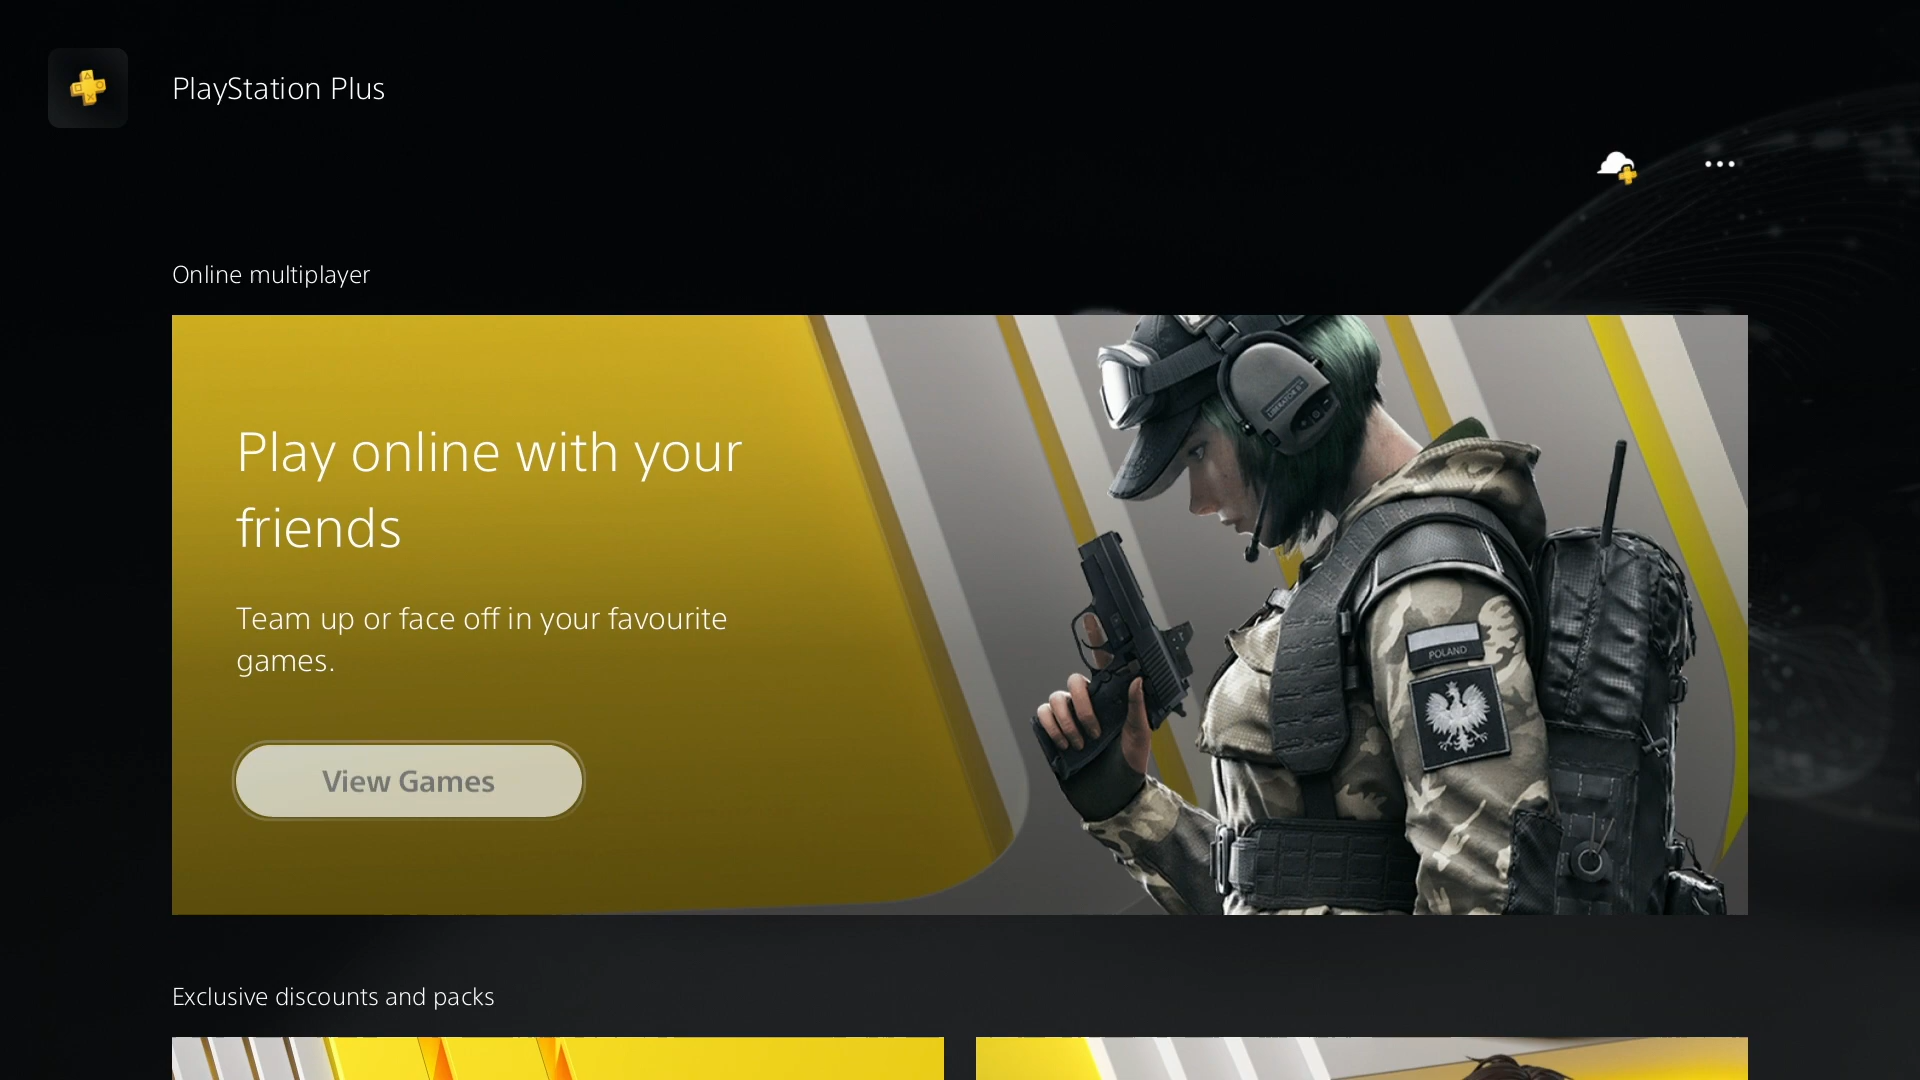 PlayStation Plus
Online multiplayer
Play online with your
friends
Team up or face off in your favourite
games.
View Games
POLAND
Exclusive discounts and packs